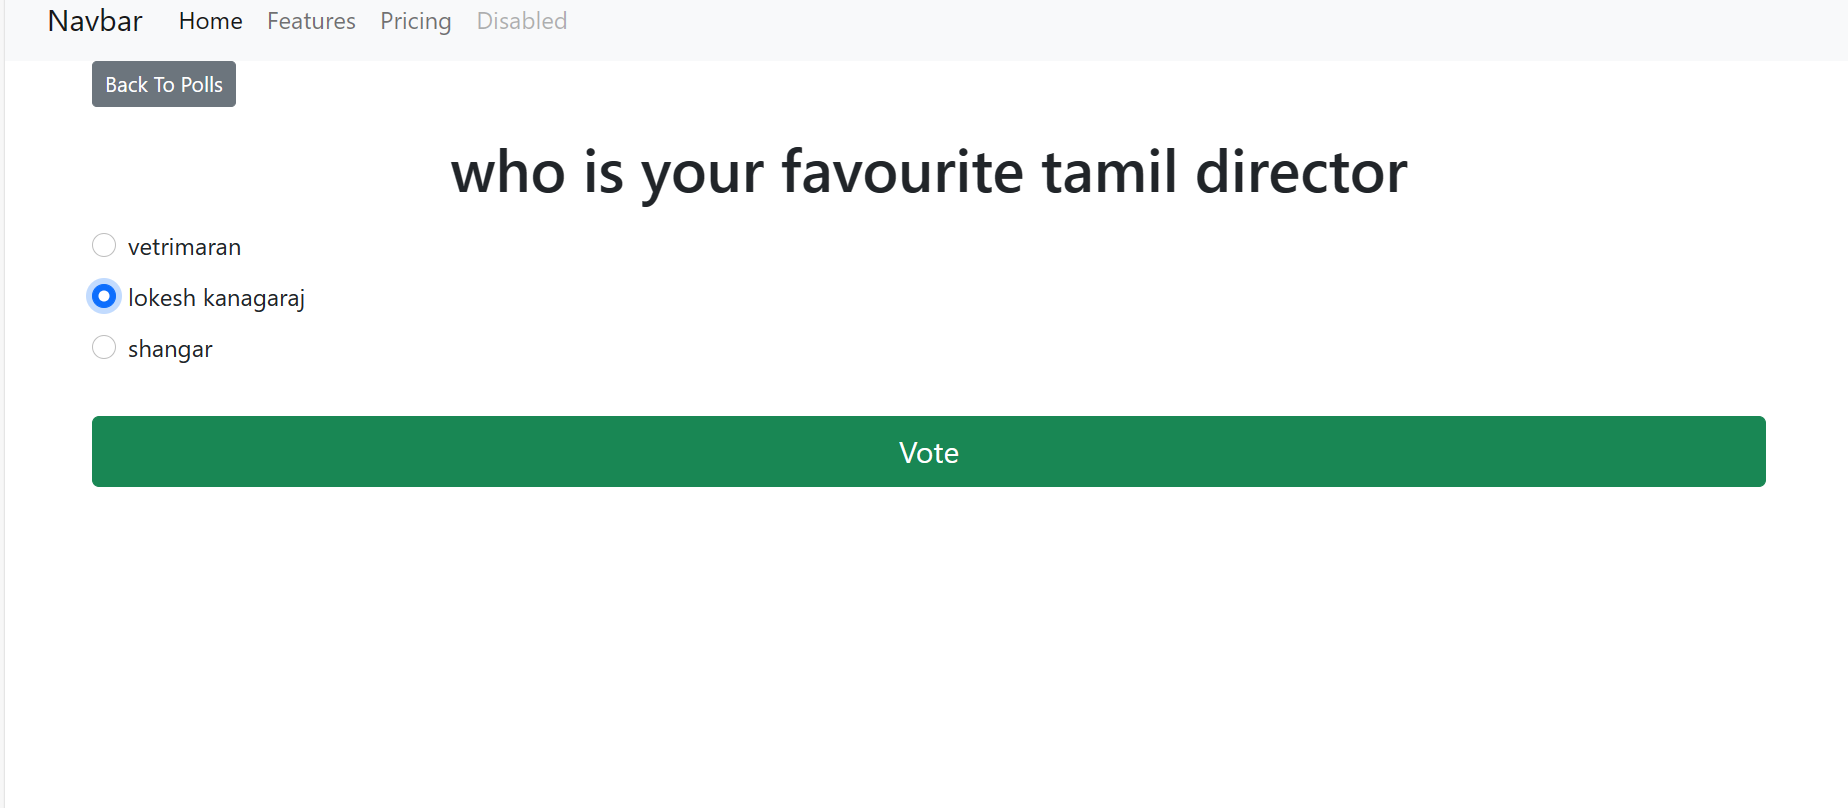 Navbar Home Features Pricing Disabled
Back To Polls
who is your favourite tamil director
vetrimaran
lokesh kanagaraj
shangar
Vote